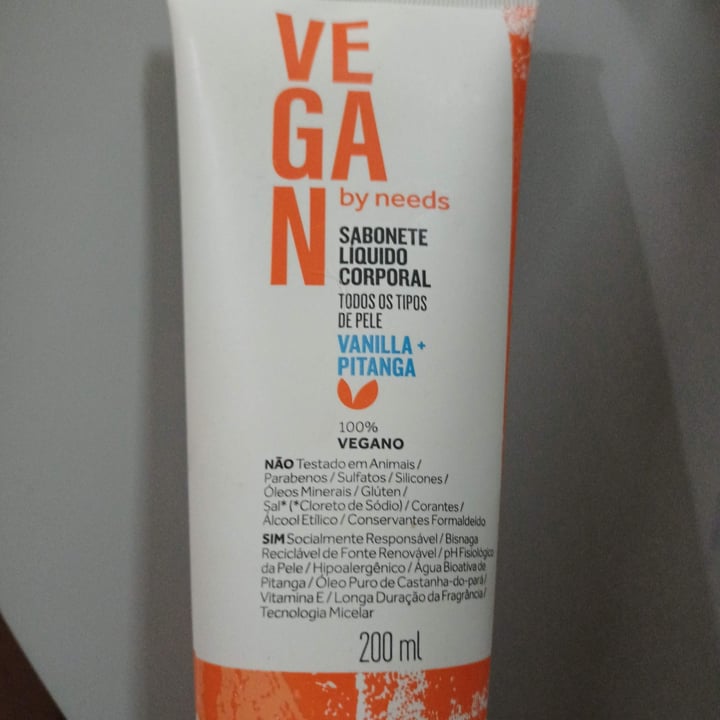 VE
GA
N
by needs
SABONETE
LÍQUIDO
CORPORAL
TODOS OS TIPOS
DE PELE
VANILLA +
PITANGA
100%
VEGANO
NÃO Testado em Animais /
Parabenos / Sulfatos / Silicones /
Óleos Minerais / Glúten /
Sal* (*Cloreto de Sódio) / Corantes /
Álcool Etílico / Conservantes Formaldeído
SIM Socialmente Responsável / Bisnaga
Reciclável de Fonte Renovável / pH Fisiológico
da Pele / Hipoalergênico / Água Bioativa de
Pitanga / Óleo Puro de Castanha-do-pará /
Vitamina E / Longa Duração da Fragrância /
Tecnologia Micelar
200 ml